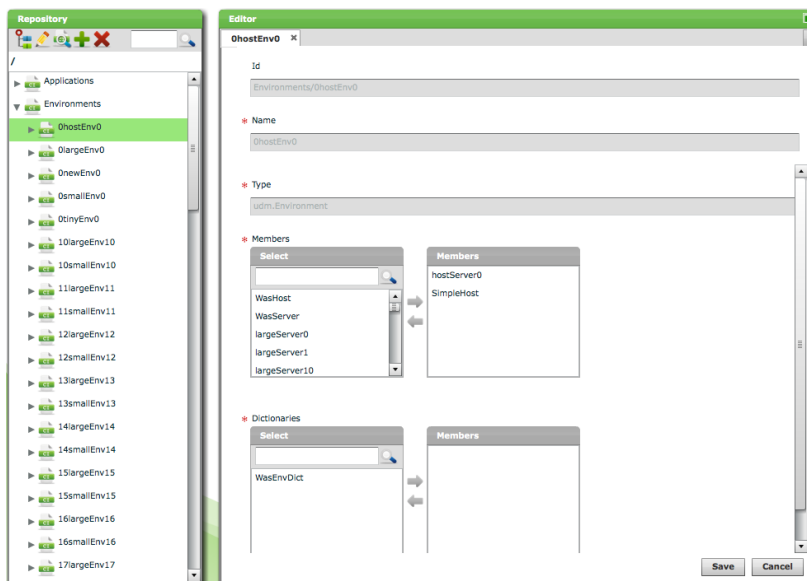 Repository
/
Applications
Environments
0hostEnv0
0largeEnv0
0newEnv0
0smallEnv0
0tinyEnv0
10largeEnv10
10smallEnv10
11largeEnv11
11smallEnv11
12largeEnv12
12smallEnv12
13largeEnv13
13smallEnv13
14largeEnv14
14smallEnv14
15largeEnv15
15smallEnv15
16largeEnv16
16smallEnv16
17largeEnv17
Editor
0hostEnv0 ×
Id
Environments/0hostEnv0
* Name
0hostEnv0
* Type
udm.Environment
* Members
Select
WasHost
WasServer
largeServer0
largeServer1
largeServer10
Members
hostServer0
SimpleHost
* Dictionaries
Select
WasEnvDict
Members
Save Cancel